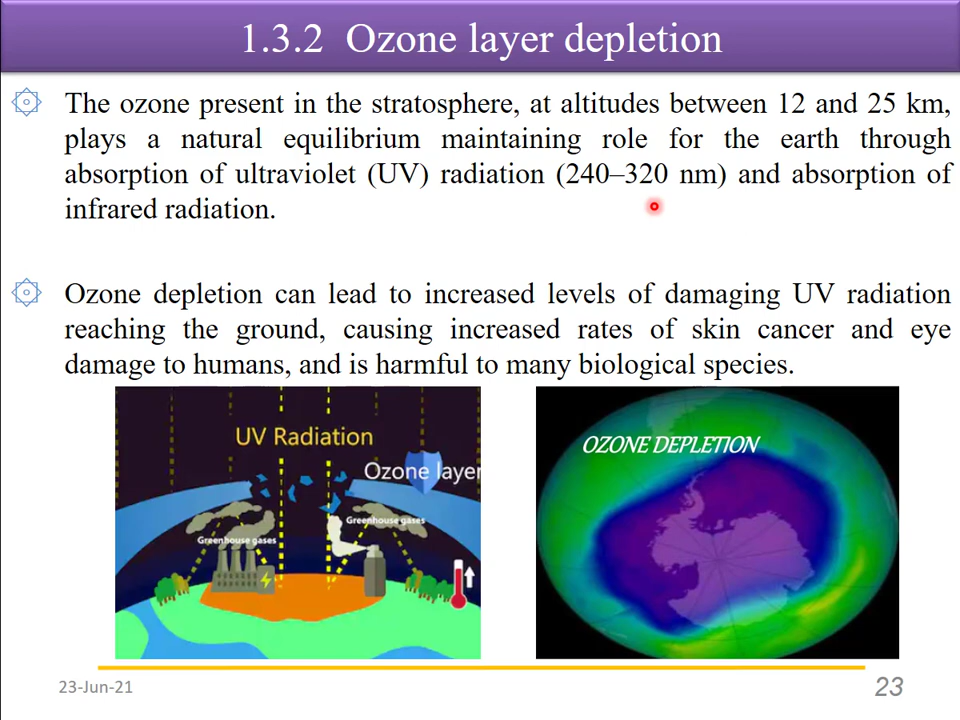 1.3.2 Ozone layer depletion
The ozone present in the stratosphere, at altitudes between 12 and 25 km,
plays a natural equilibrium maintaining role for the earth through
absorption of ultraviolet (UV) radiation (240–320 nm) and absorption of
infrared radiation.
Ozone depletion can lead to increased levels of damaging UV radiation
reaching the ground, causing increased rates of skin cancer and eye
damage to humans, and is harmful to many biological species.
UV Radiation
Ozone layer
Greenhouse gases
Greenhouse gases
OZONE DEPLETION
23-Jun-21
23